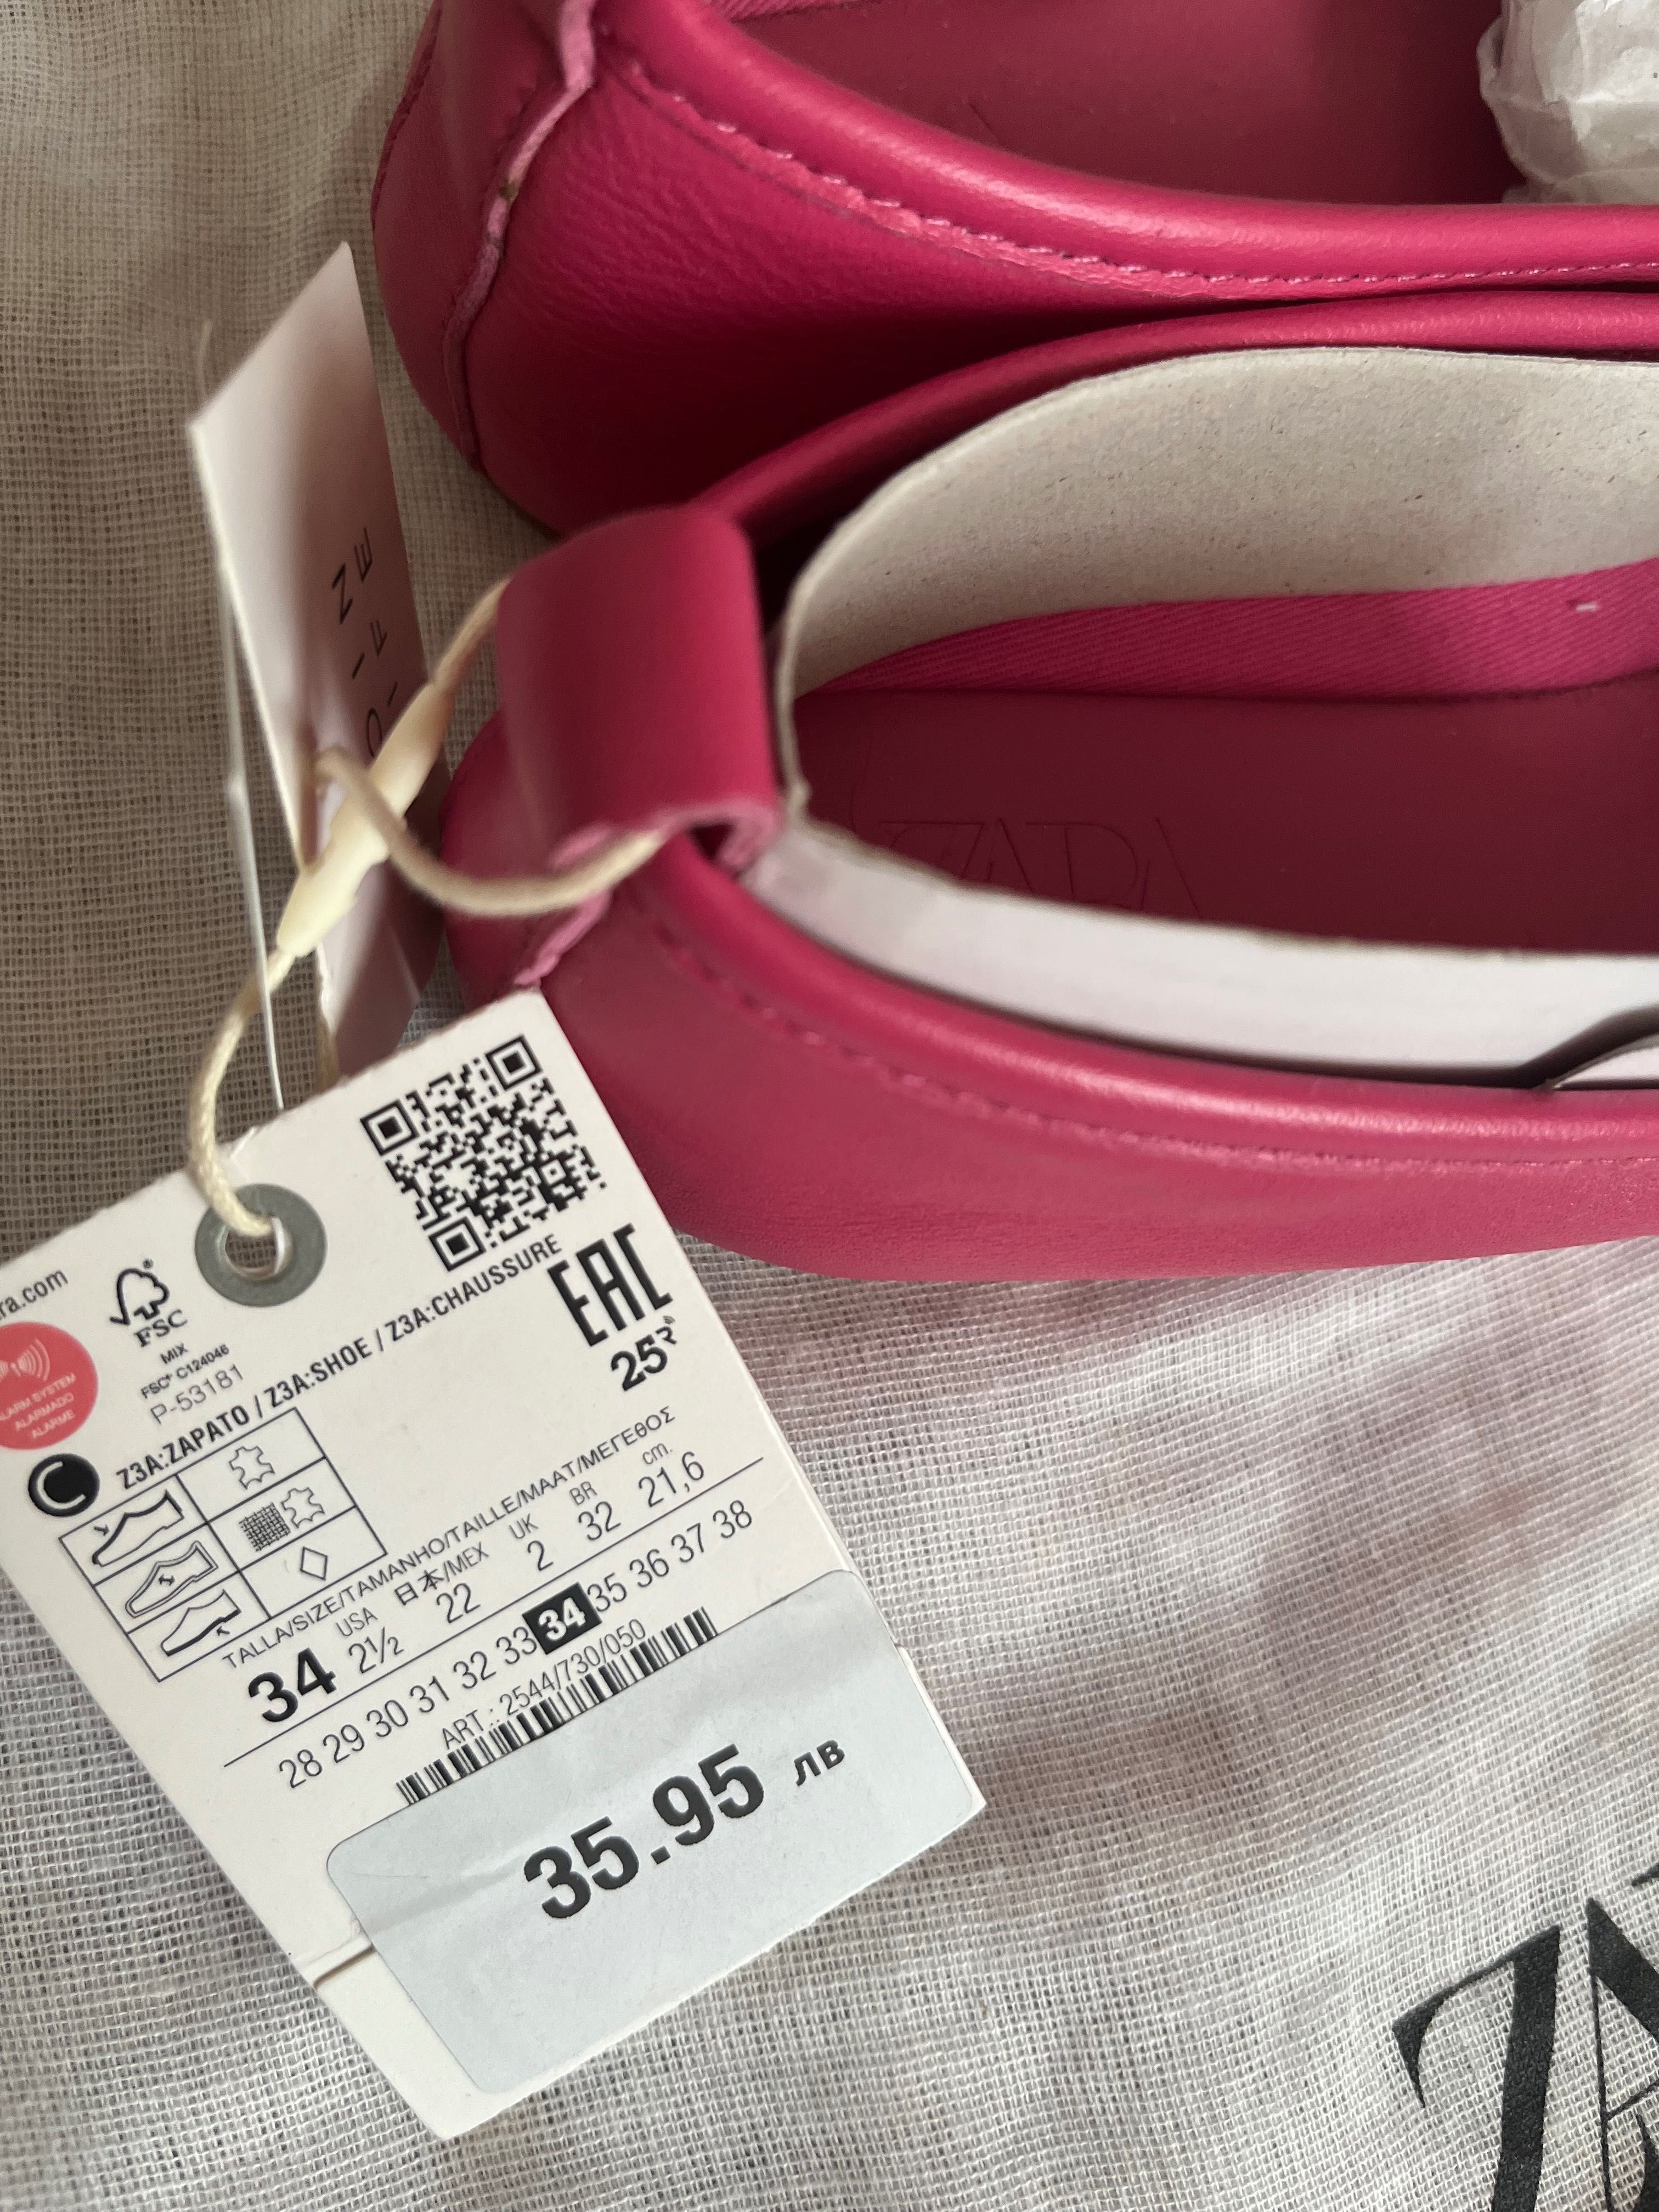 ZARA
ra.com
FSC
MIX
FSC® C124046
P-53181
ALARM SYSTEM
ALARMADO
ALARME
C
Z3A:ZAPATO / Z3A:SHOE / Z3A:CHAUSSURE
EAC
25
TALLA/SIZE/TAMANHO/TAILLE/MAAT/ΜΕΓΕΘΟΣ
USA 日本/MEX UK BR cm.
34 2½ 22 2 32 21,6
28 29 30 31 32 33 34 35 36 37 38
ART.: 2544/730/050
35.95 лв
ZA